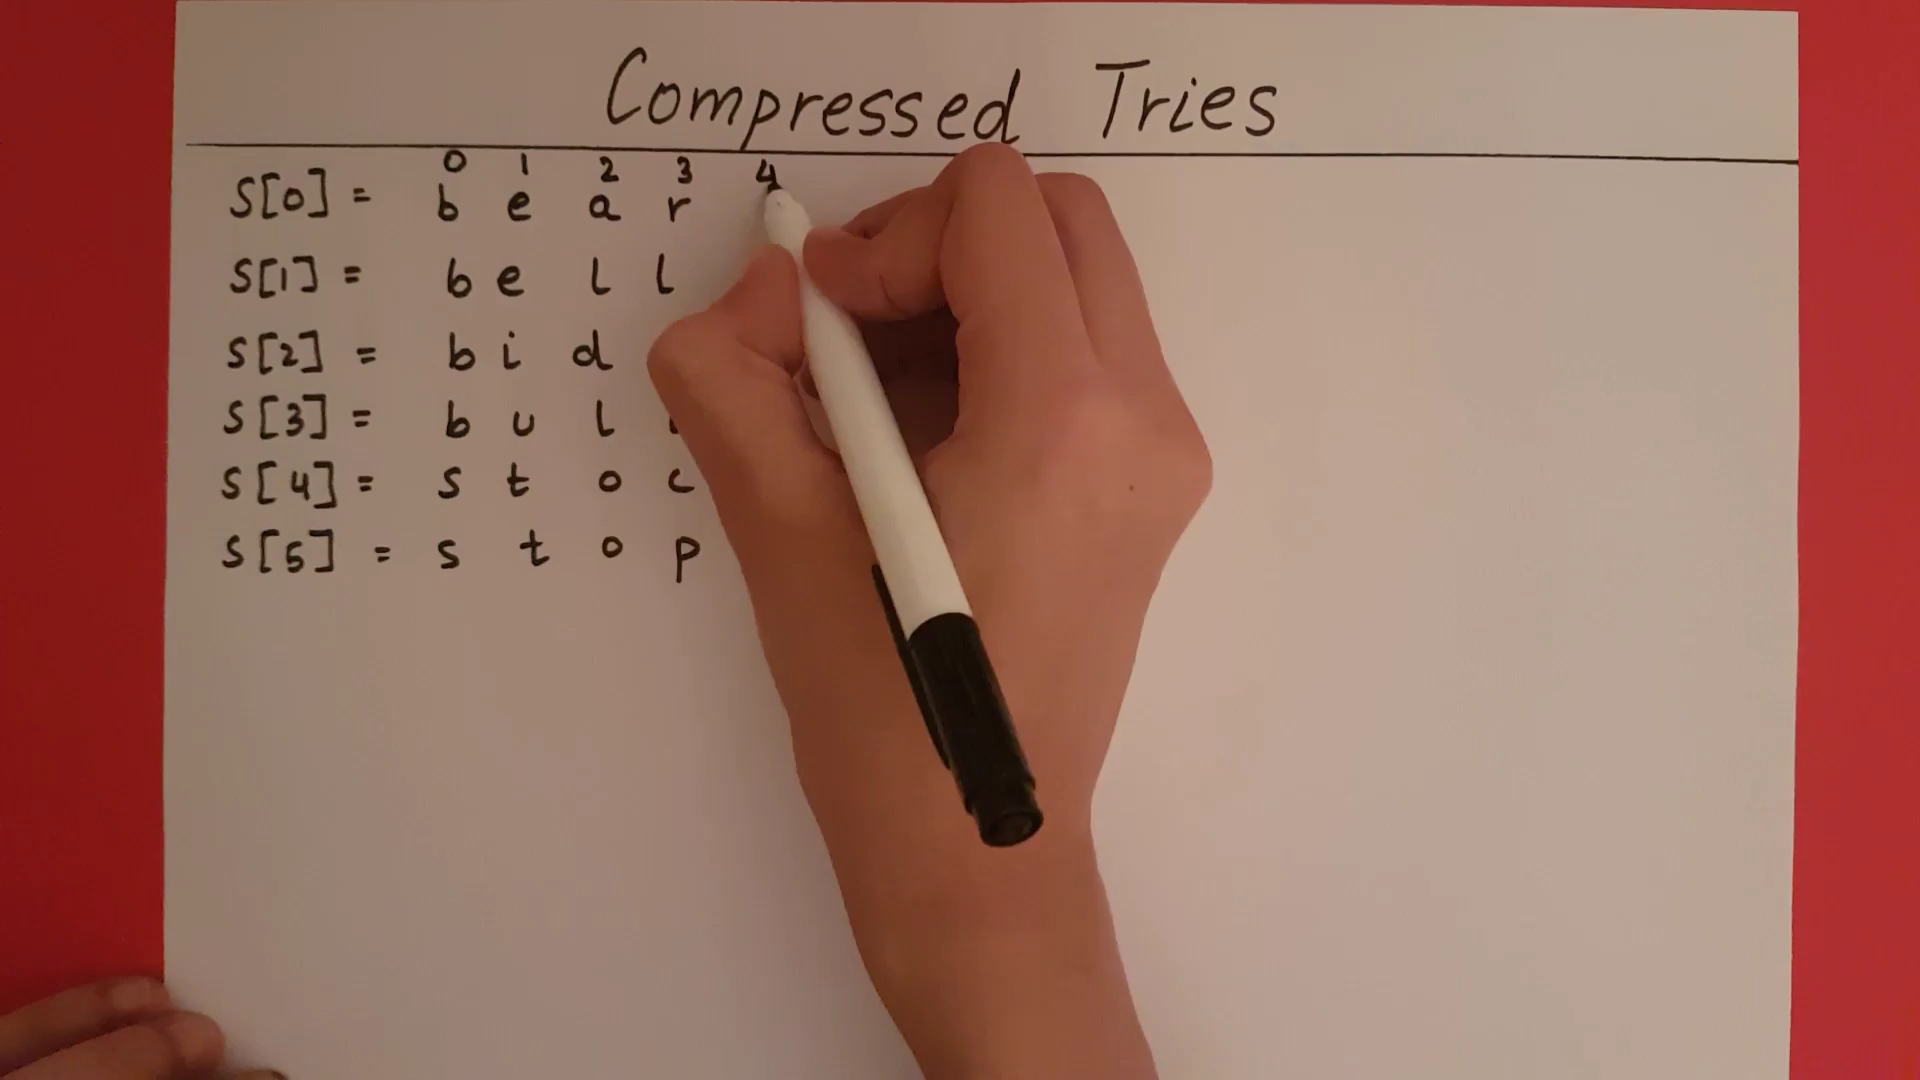 Compressed Tries
0 1 2 3 4
S[0] = b e a r
S[1] = b e l l
S[2] = b i d
S[3] = b u l
S[4] = s t o c
S[5] = s t o p